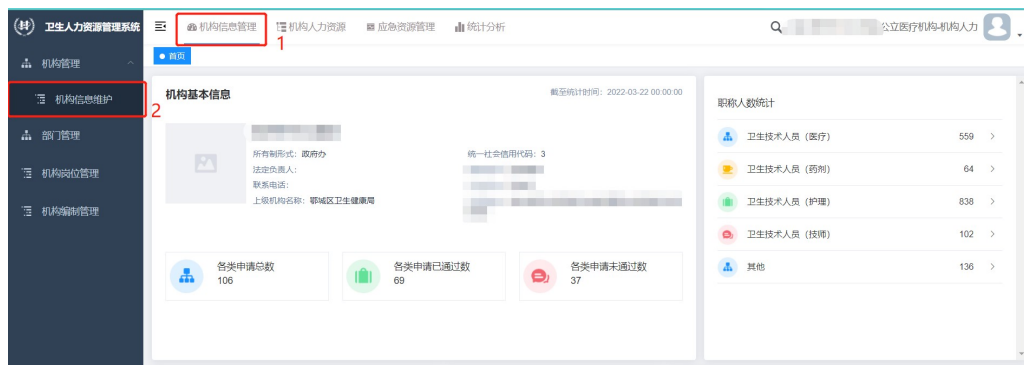 卫生人力资源管理系统
机构信息管理
机构人力资源
应急资源管理
统计分析
公立医疗机构-机构人力
1
首页
机构管理
机构信息维护
2
部门管理
机构岗位管理
机构编制管理
机构基本信息
截至统计时间：2022-03-22 00:00:00
所有制形式：政府办
统一社会信用代码：3
法定负责人：
联系电话：
上级机构名称：鄂城区卫生健康局
各类申请总数
106
各类申请已通过数
69
各类申请未通过数
37
职称人数统计
卫生技术人员（医疗） 559
卫生技术人员（药剂） 64
卫生技术人员（护理） 838
卫生技术人员（技师） 102
其他 136